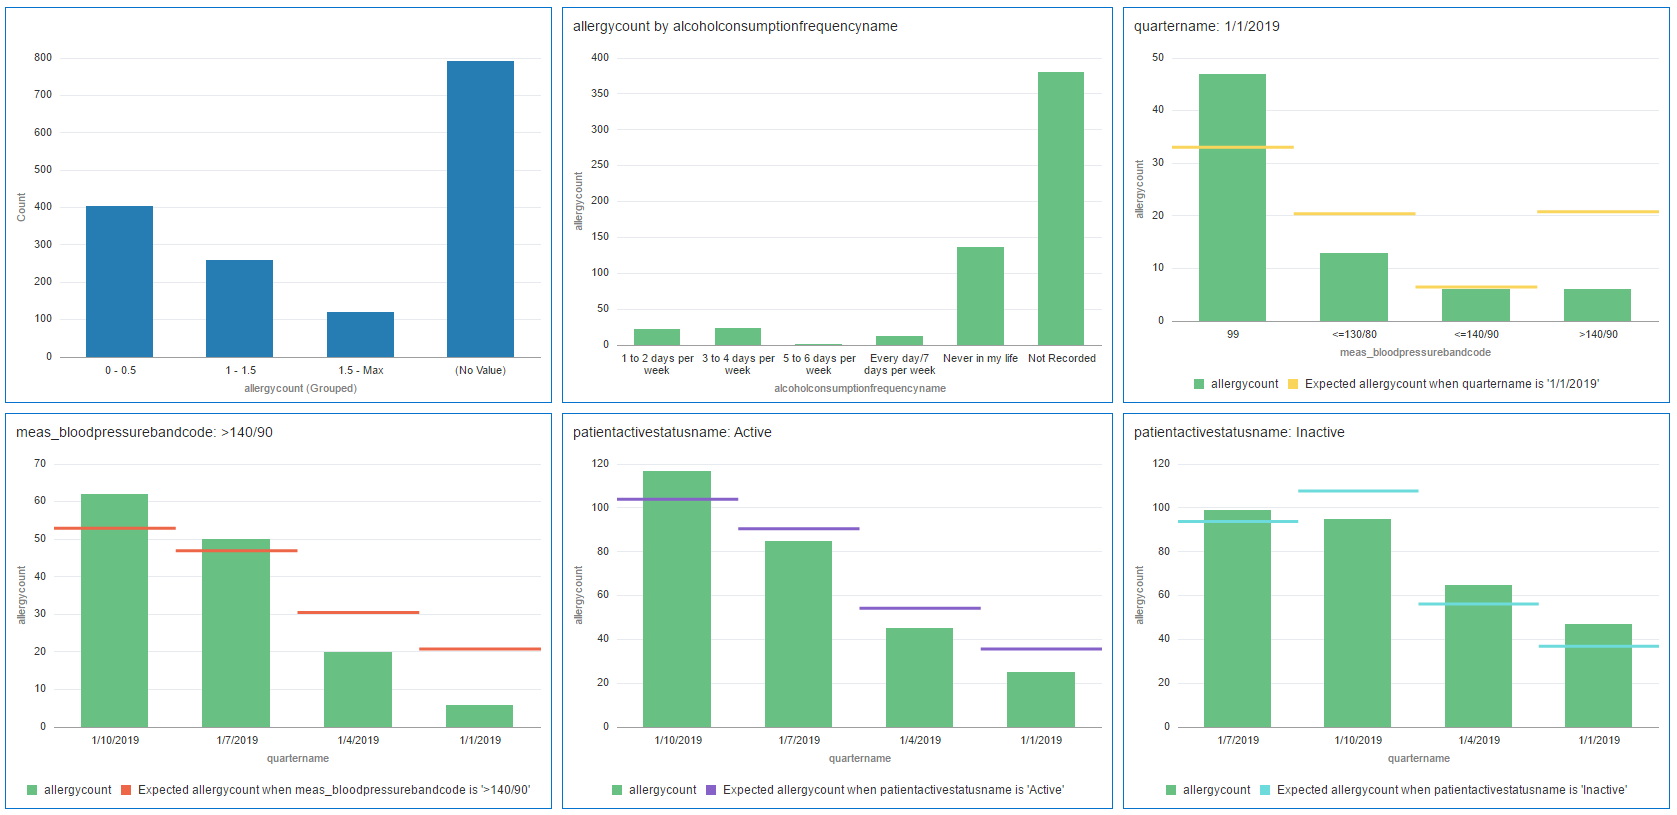 800
700
600
500
400
300
200
100
0
Count
0 - 0.5
1 - 1.5
1.5 - Max
(No Value)
allergycount (Grouped)
allergycount by alcoholconsumptionfrequencyname
400
350
300
250
200
150
100
50
0
allergycount
1 to 2 days per
week
3 to 4 days per
week
5 to 6 days per
week
Every day/7
days per week
Never in my life
Not Recorded
alcoholconsumptionfrequencyname
quartername: 1/1/2019
50
40
30
20
10
0
allergycount
99
<=130/80
<=140/90
>140/90
meas_bloodpressurebandcode
allergycount
Expected allergycount when quartername is '1/1/2019'
meas_bloodpressurebandcode: >140/90
70
60
50
40
30
20
10
0
allergycount
1/10/2019
1/7/2019
1/4/2019
1/1/2019
quartername
allergycount
Expected allergycount when meas_bloodpressurebandcode is '>140/90'
patientactivestatusname: Active
120
100
80
60
40
20
0
allergycount
1/10/2019
1/7/2019
1/4/2019
1/1/2019
quartername
allergycount
Expected allergycount when patientactivestatusname is 'Active'
patientactivestatusname: Inactive
120
100
80
60
40
20
0
allergycount
1/7/2019
1/10/2019
1/4/2019
1/1/2019
quartername
allergycount
Expected allergycount when patientactivestatusname is 'Inactive'